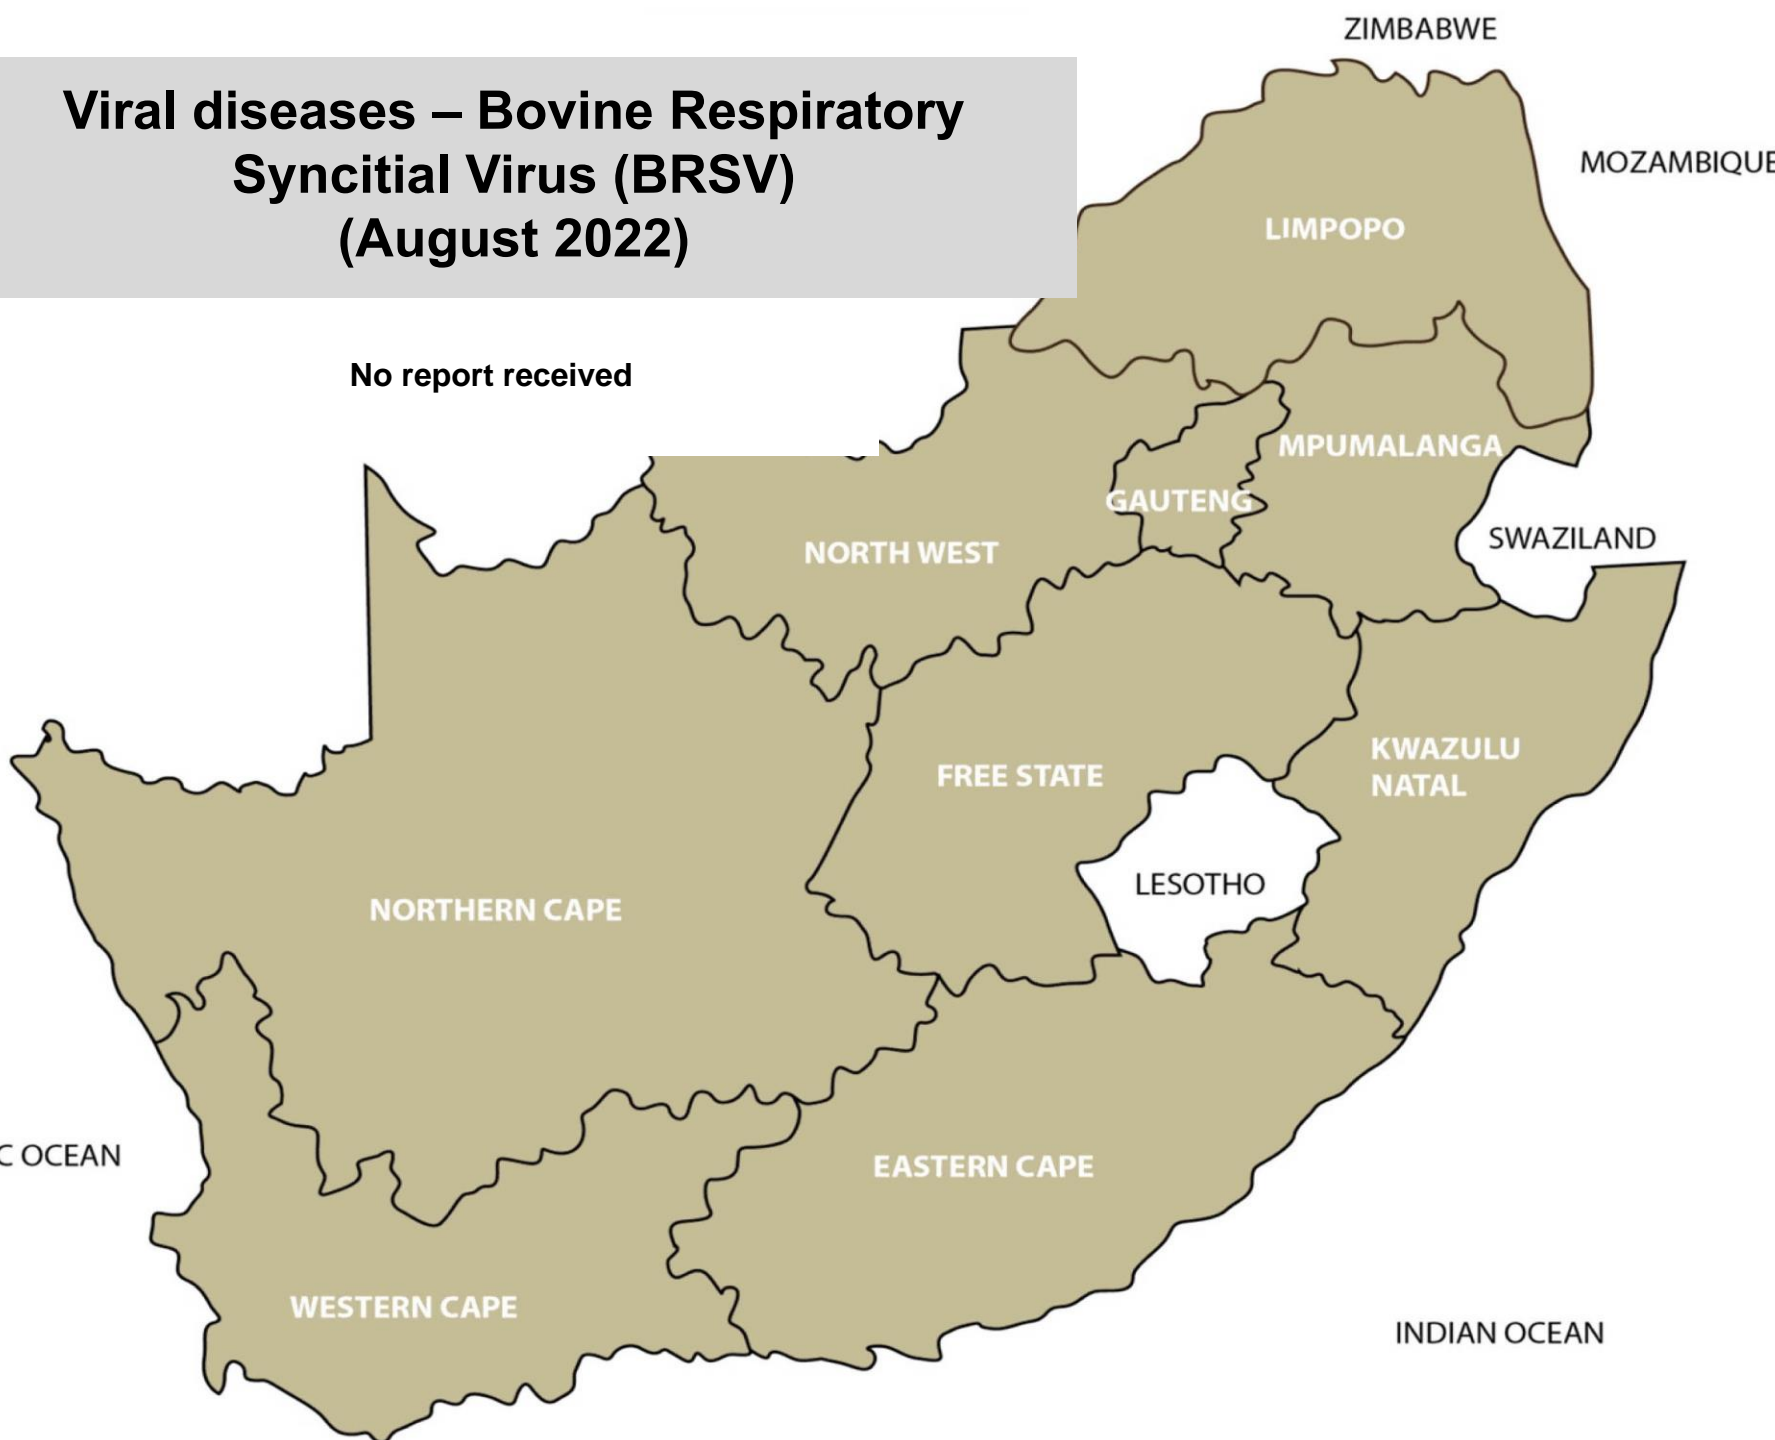 ZIMBABWE
Viral diseases – Bovine Respiratory
Syncitial Virus (BRSV)
(August 2022)
MOZAMBIQUE
LIMPOPO
No report received
MPUMALANGA
GAUTENG
SWAZILAND
NORTH WEST
KWAZULU
NATAL
FREE STATE
LESOTHO
NORTHERN CAPE
C OCEAN
EASTERN CAPE
WESTERN CAPE
INDIAN OCEAN